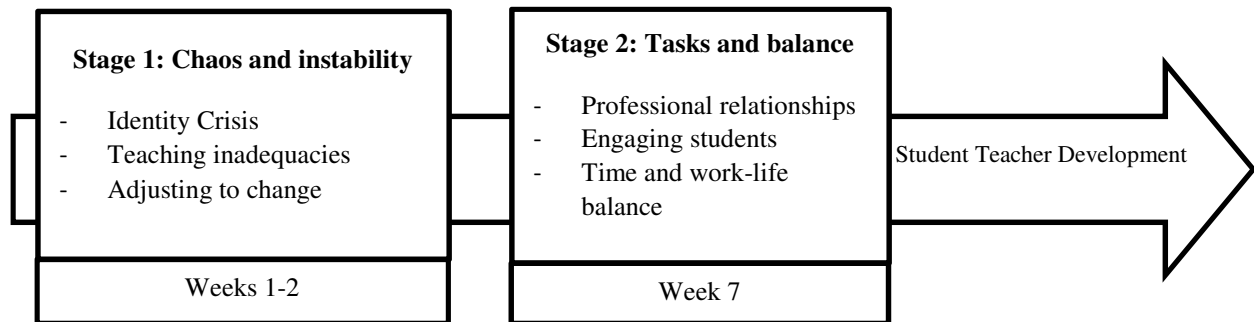 Stage 1: Chaos and instability
- Identity Crisis
- Teaching inadequacies
- Adjusting to change
Weeks 1-2
Stage 2: Tasks and balance
- Professional relationships
- Engaging students
- Time and work-life
balance
Week 7
Student Teacher Development